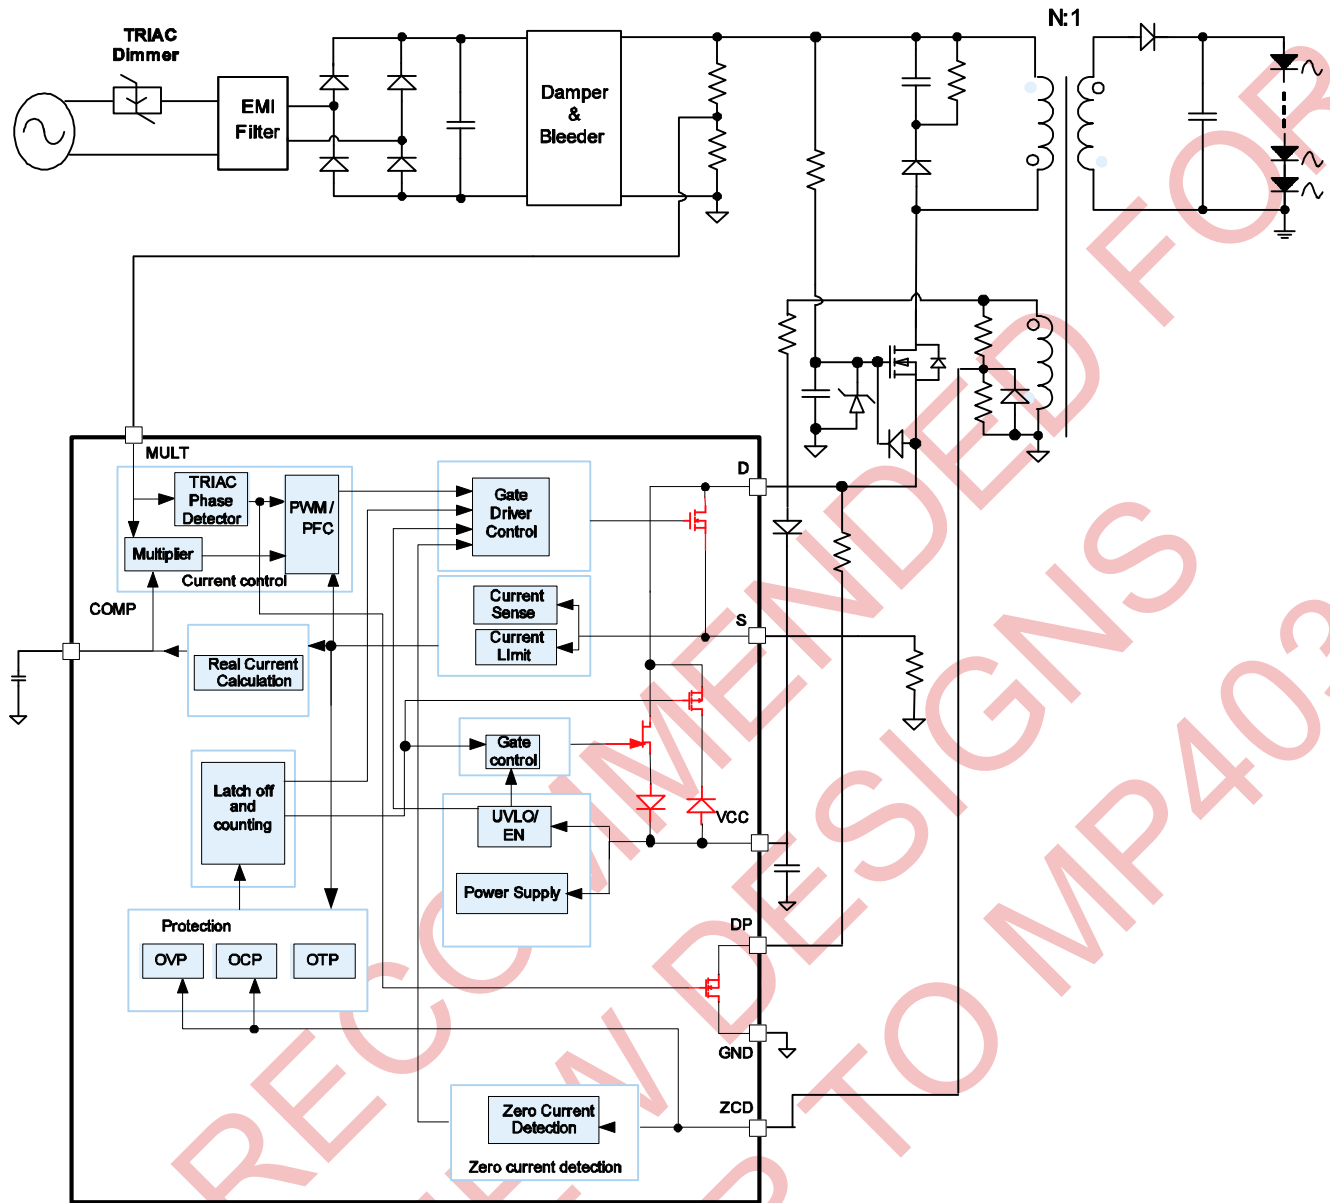 N:1
TRIAC
Dimmer
EMI
Filter
Damper
&
Bleeder
MULT
TRIAC
Phase
Detector
PWM /
PFC
Multiplier
Current control
COMP
Gate
Driver
Control
D
Current
Sense
Current
LImit
S
Real Current
Calculation
Gate
control
Latch off
and
counting
UVLO/
EN
VCC
Power Supply
Protection
OVP
OCP
OTP
DP
GND
ZCD
Zero Current
Detection
Zero current detection
RECOMMENDED FOR
NEW DESIGNS
TO MP403